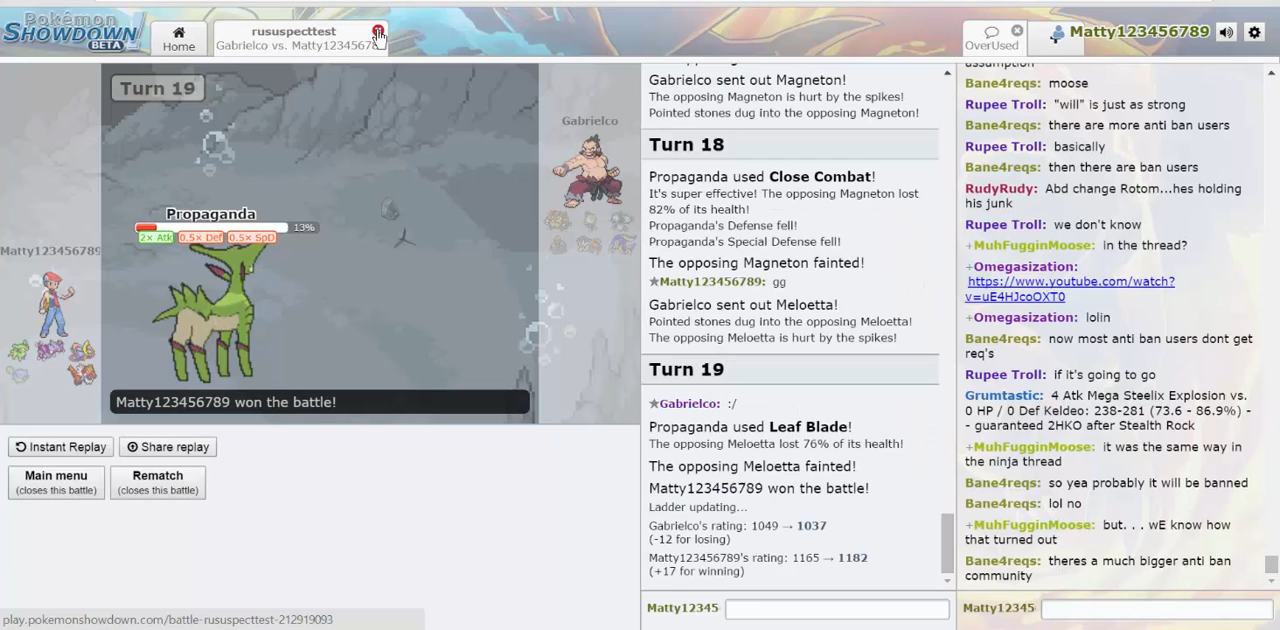 Pokémon
SHOWDOWN
BETA
Home
rususpecttest
Gabrielco vs. Matty12345678
OverUsed
Matty123456789
Turn 19
Gabrielco
Propaganda
13%
2× Atk 0.5× Def 0.5× SpD
Matty123456789
Matty123456789 won the battle!
Instant Replay
Share replay
Main menu
(closes this battle)
Rematch
(closes this battle)
play.pokemonshowdown.com/battle-rususpecttest-212919093
Gabrielco sent out Magneton!
The opposing Magneton is hurt by the spikes!
Pointed stones dug into the opposing Magneton!
Turn 18
Propaganda used Close Combat!
It's super effective! The opposing Magneton lost
82% of its health!
Propaganda's Defense fell!
Propaganda's Special Defense fell!
The opposing Magneton fainted!
★Matty123456789: gg
Gabrielco sent out Meloetta!
Pointed stones dug into the opposing Meloetta!
The opposing Meloetta is hurt by the spikes!
Turn 19
★Gabrielco: :/
Propaganda used Leaf Blade!
The opposing Meloetta lost 76% of its health!
The opposing Meloetta fainted!
Matty123456789 won the battle!
Ladder updating...
Gabrielco's rating: 1049 → 1037
(-12 for losing)
Matty123456789's rating: 1165 → 1182
(+17 for winning)
Matty12345
assumption
Bane4reqs: moose
Rupee Troll: "will" is just as strong
Bane4reqs: there are more anti ban users
Rupee Troll: basically
Bane4reqs: then there are ban users
RudyRudy: Abd change Rotom...hes holding
his junk
Rupee Troll: we don't know
+MuhFugginMoose: in the thread?
+Omegasization:
https://www.youtube.com/watch?
v=uE4HJcoOXT0
+Omegasization: lolin
Bane4reqs: now most anti ban users dont get
req's
Rupee Troll: if it's going to go
Grumtastic: 4 Atk Mega Steelix Explosion vs.
0 HP / 0 Def Keldeo: 238-281 (73.6 - 86.9%) -
- guaranteed 2HKO after Stealth Rock
+MuhFugginMoose: it was the same way in
the ninja thread
Bane4reqs: so yea probably it will be banned
Bane4reqs: lol no
+MuhFugginMoose: but. . . wE know how
that turned out
Bane4reqs: theres a much bigger anti ban
community
Matty12345